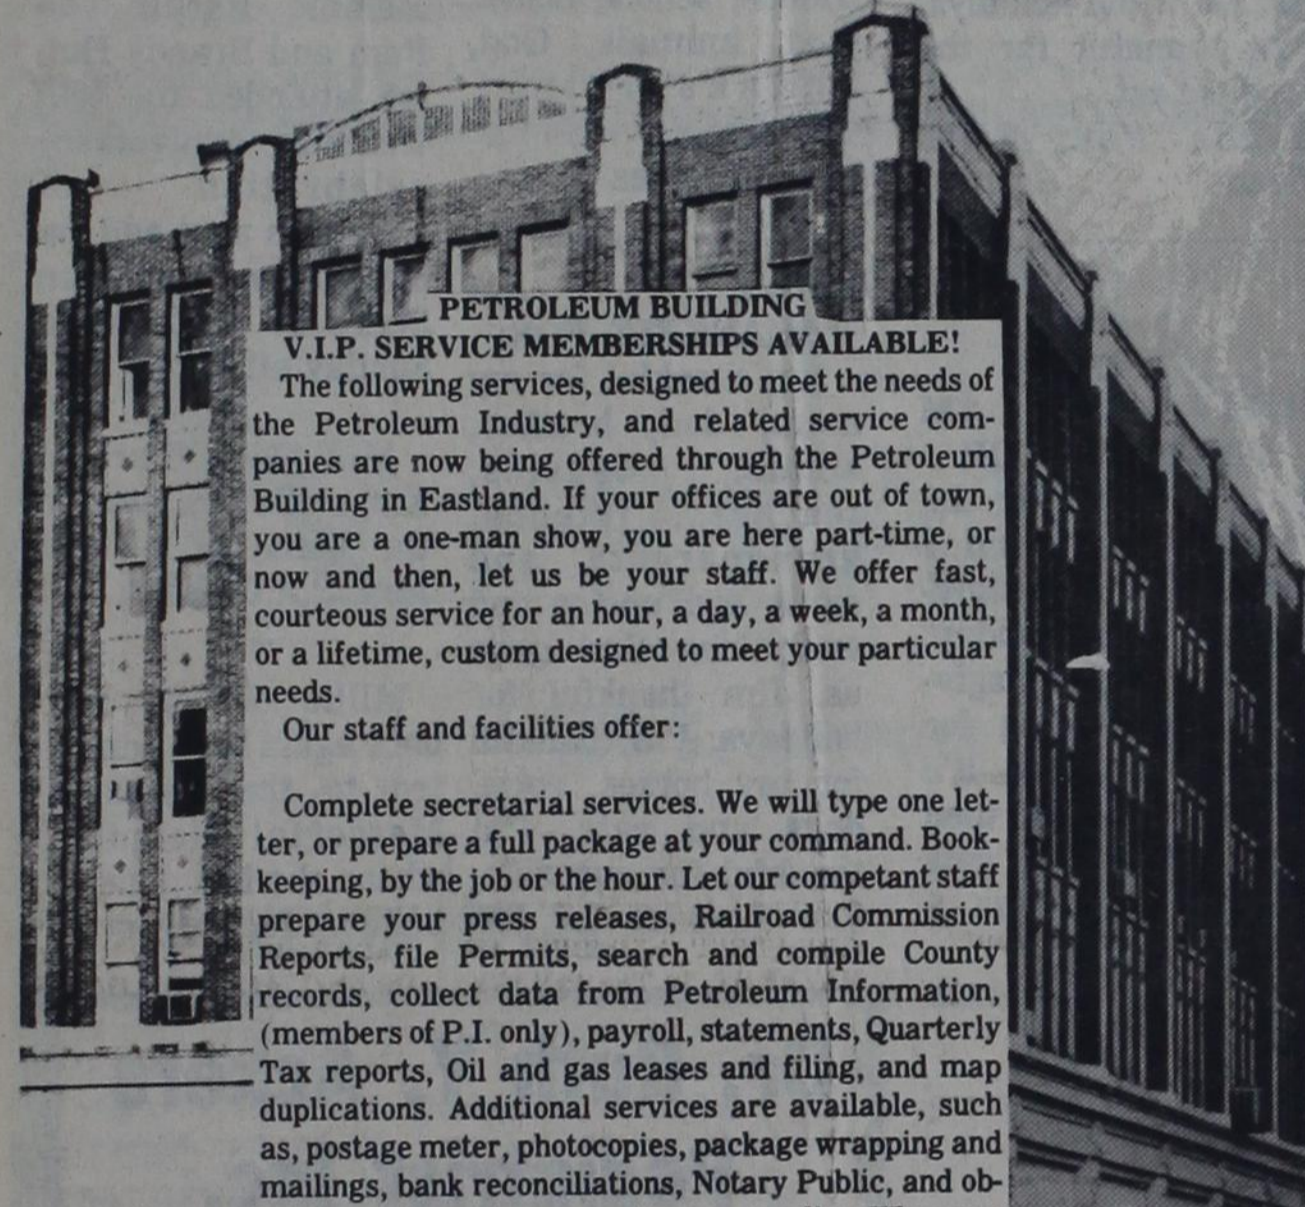 PETROLEUM BUILDING
V.I.P. SERVICE MEMBERSHIPS AVAILABLE!
The following services, designed to meet the needs of
the Petroleum Industry, and related service com-
panies are now being offered through the Petroleum
Building in Eastland. If your offices are out of town,
you are a one-man show, you are here part-time, or
now and then, let us be your staff. We offer fast,
courteous service for an hour, a day, a week, a month,
or a lifetime, custom designed to meet your particular
needs.
Our staff and facilities offer:
Complete secretarial services. We will type one let-
ter, or prepare a full package at your command. Book-
keeping, by the job or the hour. Let our competant staff
prepare your press releases, Railroad Commission
Reports, file Permits, search and compile County
records, collect data from Petroleum Information,
(members of P.I. only), payroll, statements, Quarterly
Tax reports, Oil and gas leases and filing, and map
duplications. Additional services are available, such
as, postage meter, photocopies, package wrapping and
mailings, bank reconciliations, Notary Public, and ob-